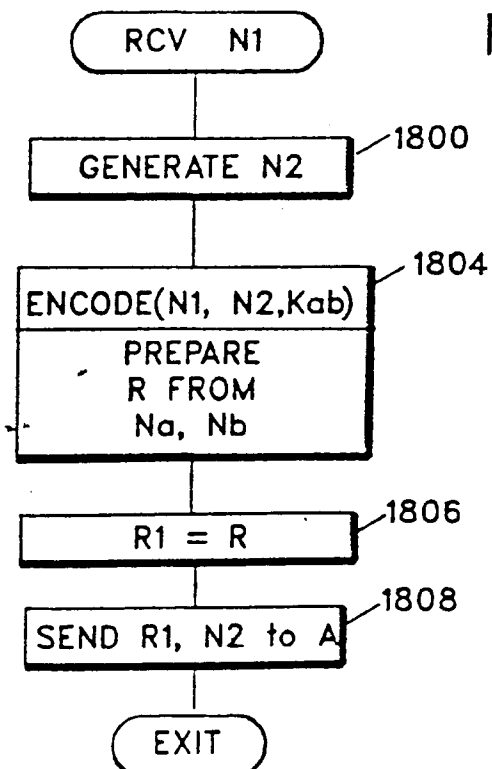 RCV N1
1800
GENERATE N2
1804
ENCODE(N1, N2,Kab)
PREPARE
R FROM
Na, Nb
1806
R1 = R
1808
SEND R1, N2 to A
EXIT